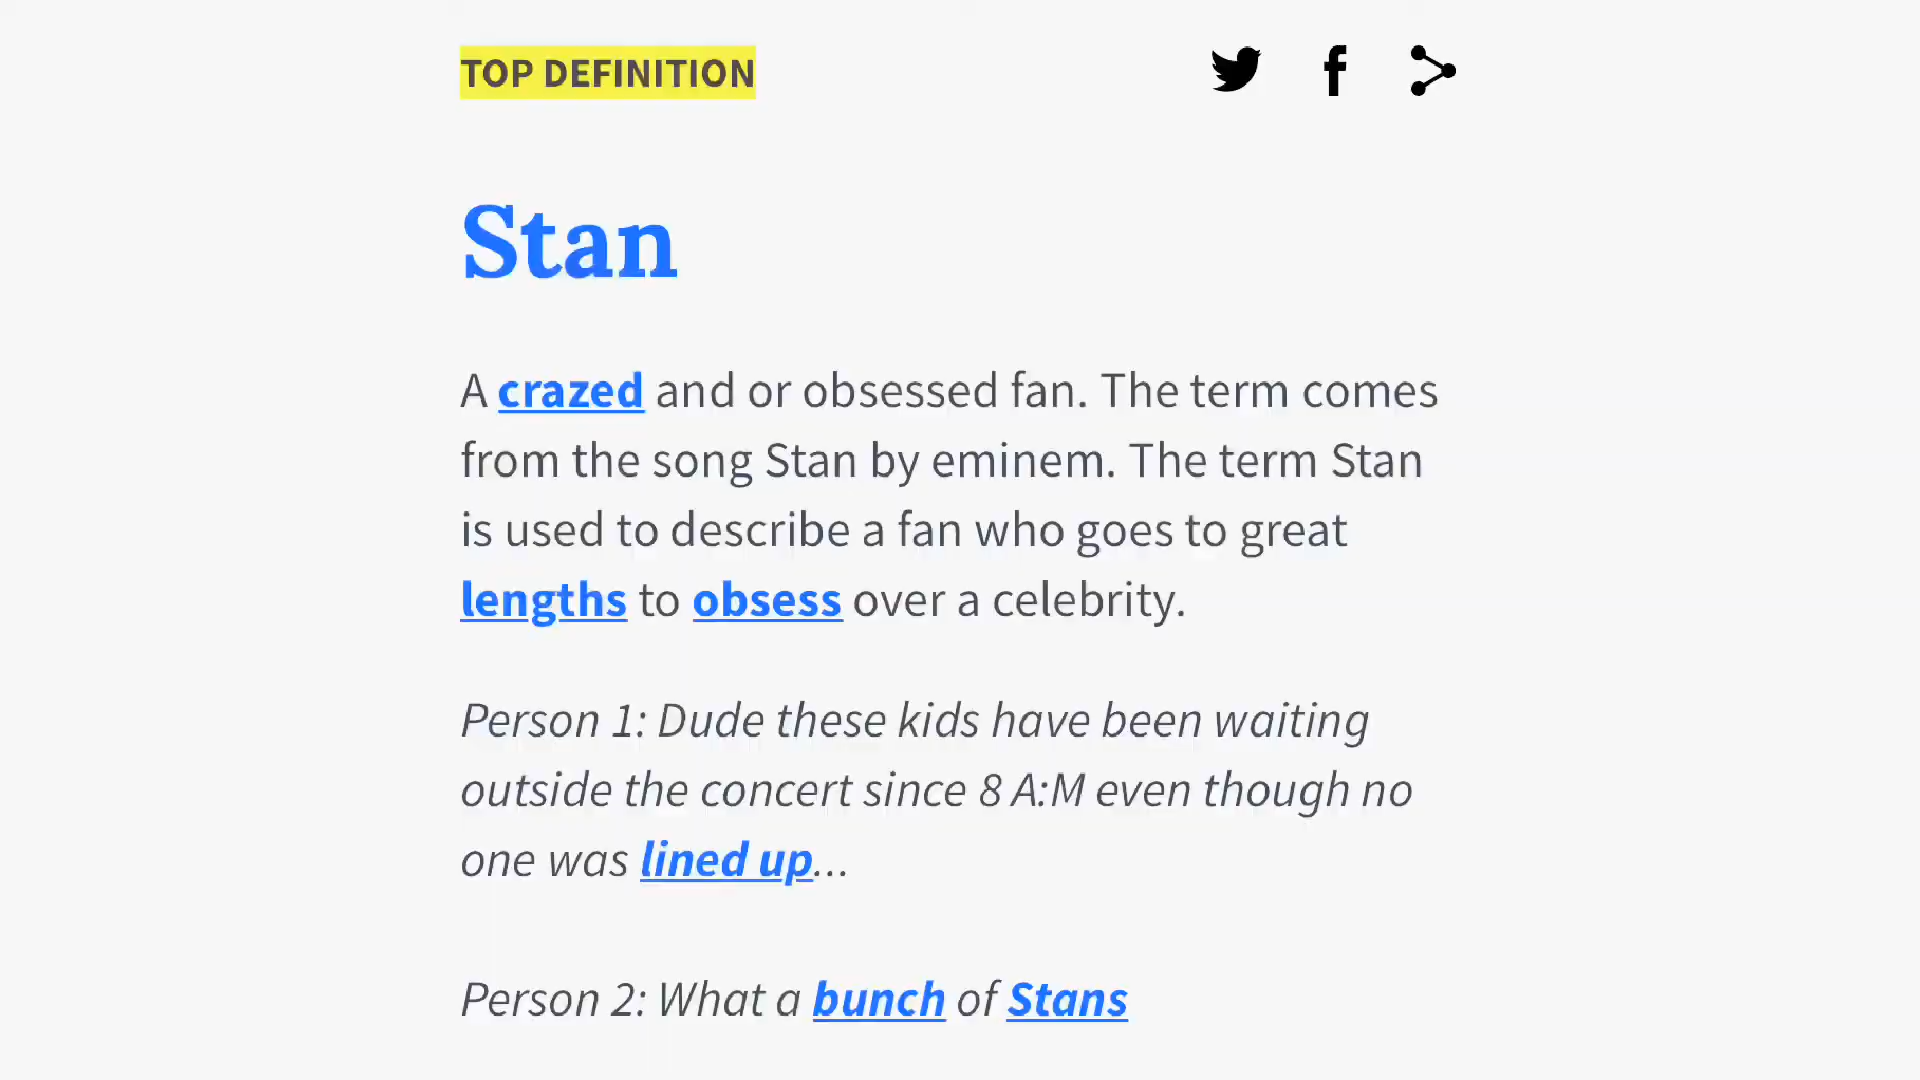 TOP DEFINITION
Stan
A crazed and or obsessed fan. The term comes
from the song Stan by eminem. The term Stan
is used to describe a fan who goes to great
lengths to obsess over a celebrity.
Person 1: Dude these kids have been waiting
outside the concert since 8 A:M even though no
one was lined up...
Person 2: What a bunch of Stans